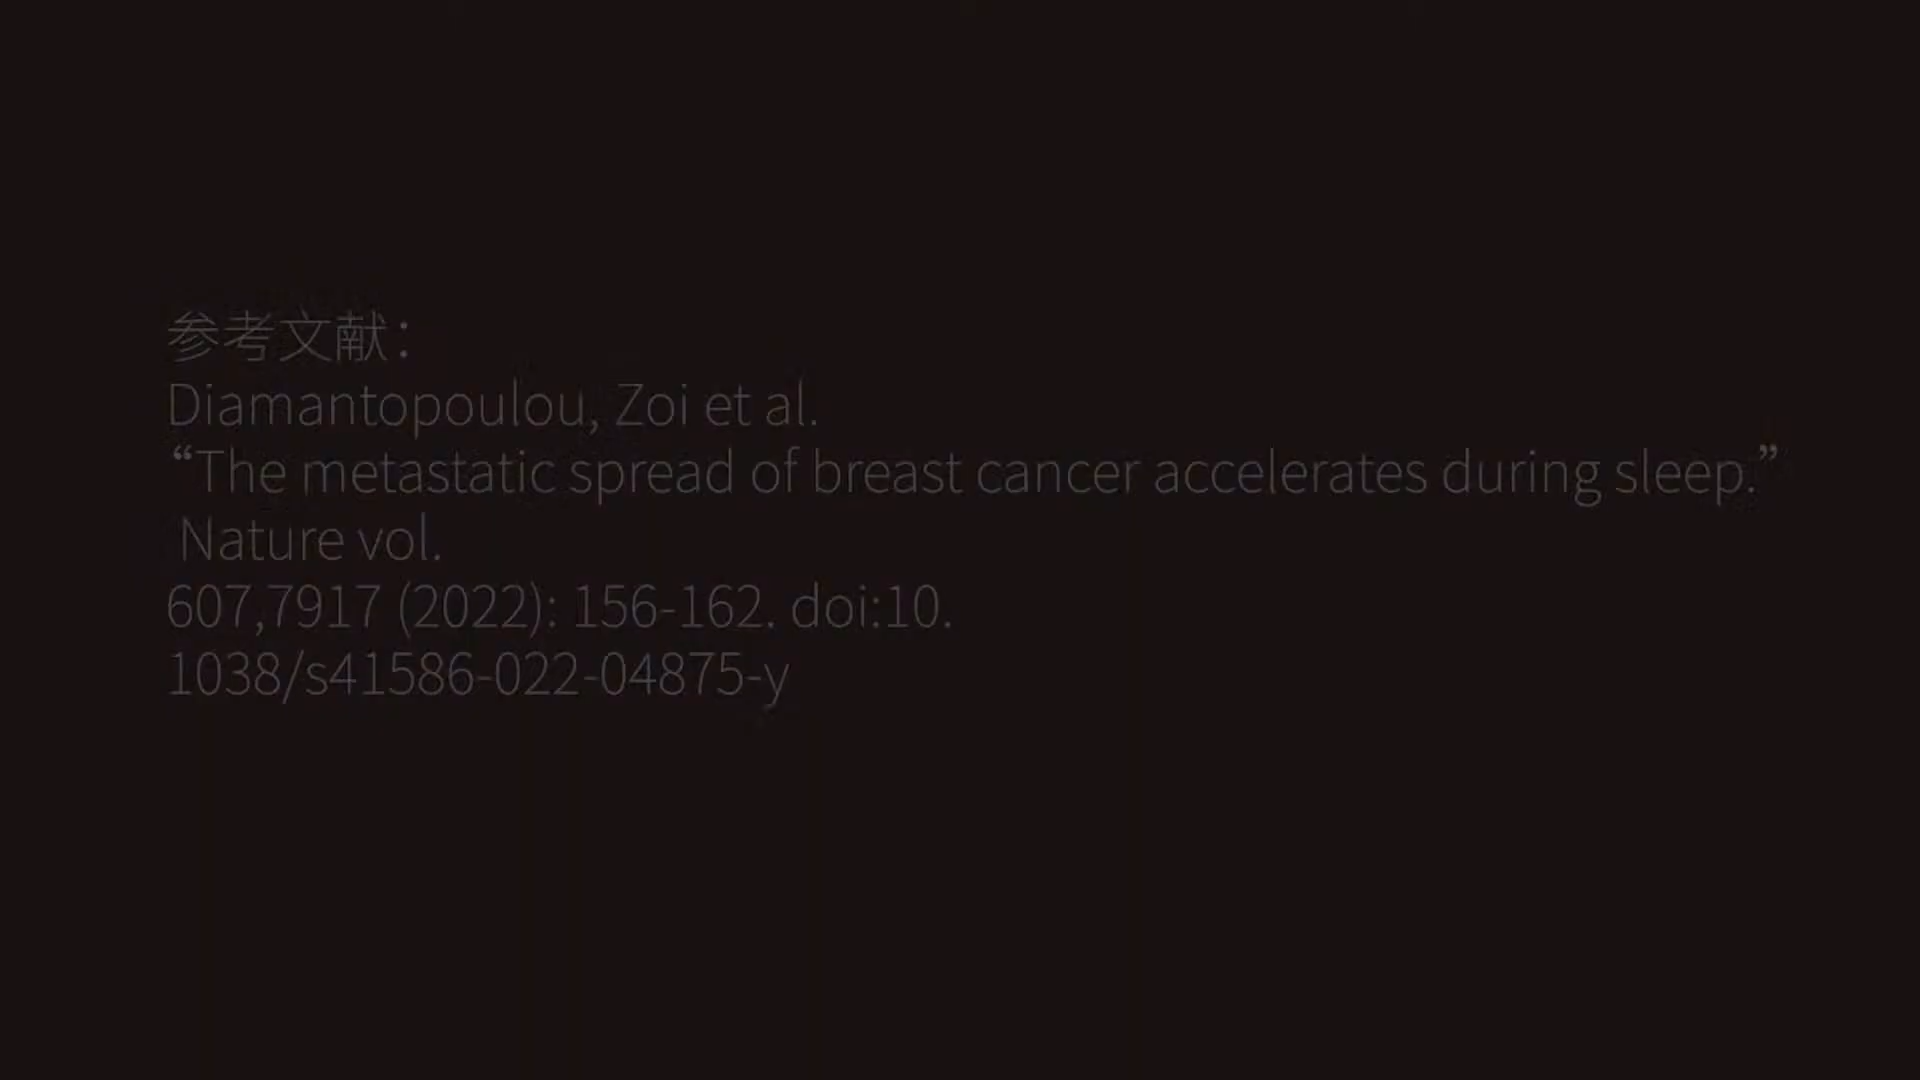 参考文献：
Diamantopoulou, Zoi et al.
“The metastatic spread of breast cancer accelerates during sleep.”
Nature vol.
607,7917 (2022): 156-162. doi:10.
1038/s41586-022-04875-y